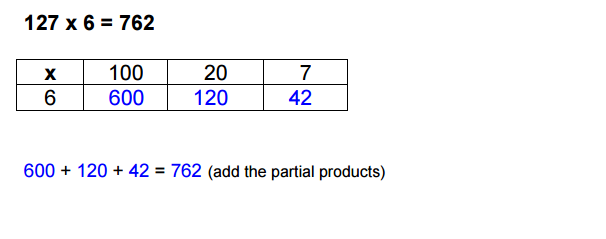 127 x 6 = 762
x 100 20 7
6 600 120 42
600 + 120 + 42 = 762 (add the partial products)